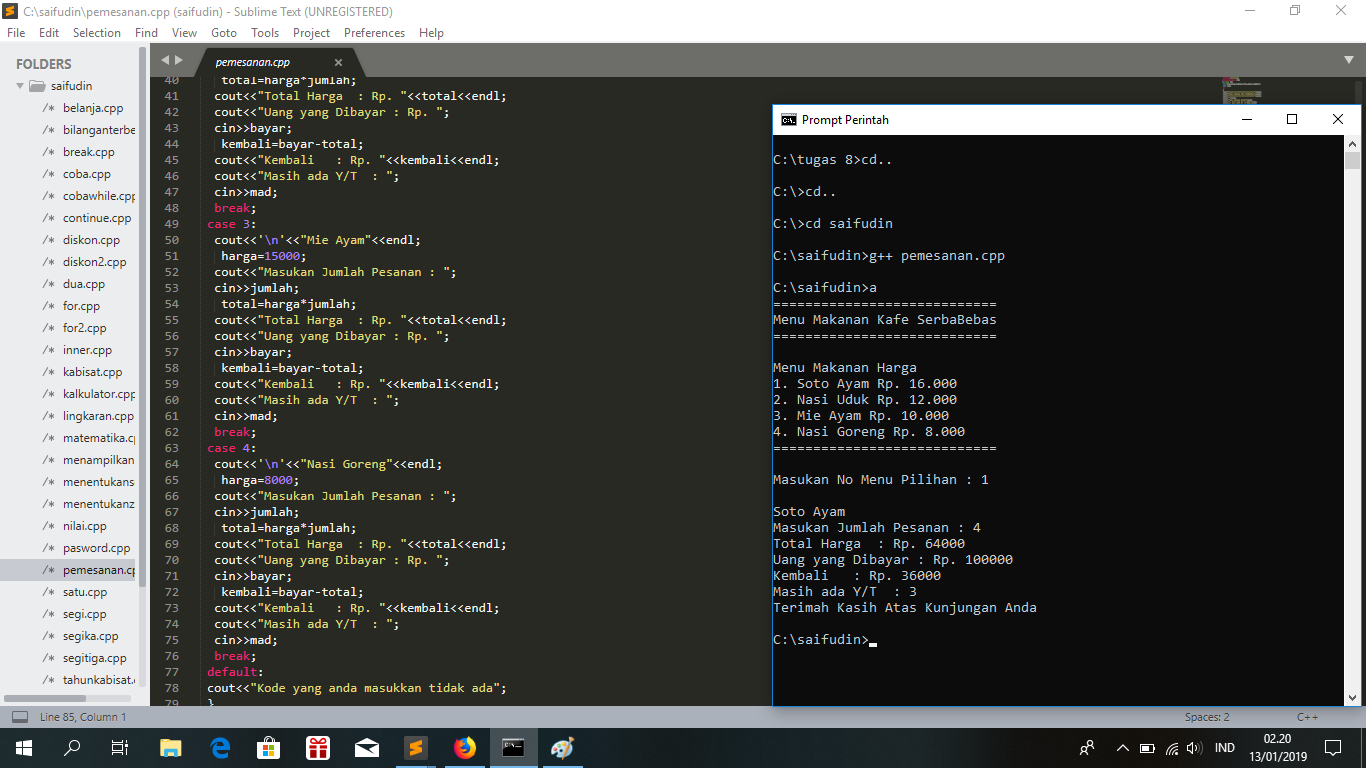 C:\saifudin\pemesanan.cpp (saifudin) - Sublime Text (UNREGISTERED)
File Edit Selection Find View Goto Tools Project Preferences Help
FOLDERS
saifudin
/* belanja.cpp
/* bilanganterbe
/* break.cpp
/* coba.cpp
/* cobawhile.cpp
/* continue.cpp
/* diskon.cpp
/* diskon2.cpp
/* dua.cpp
/* for.cpp
/* for2.cpp
/* inner.cpp
/* kabisat.cpp
/* kalkulator.cpp
/* lingkaran.cpp
/* matematika.cp
/* menampilkan
/* menentukans
/* menentukanz
/* nilai.cpp
/* pasword.cpp
/* pemesanan.cp
/* satu.cpp
/* segi.cpp
/* segika.cpp
/* segitiga.cpp
/* tahunkabisat.
pemesanan.cpp
40 total=harga*jumlah;
41 cout<<"Total Harga  : Rp. "<<total<<endl;
42 cout<<"Uang yang Dibayar : Rp. ";
43 cin>>bayar;
44 kembali=bayar-total;
45 cout<<"Kembali   : Rp. "<<kembali<<endl;
46 cout<<"Masih ada Y/T  : ";
47 cin>>mad;
48 break;
49 case 3:
50 cout<<'\n'<<"Mie Ayam"<<endl;
51 harga=15000;
52 cout<<"Masukan Jumlah Pesanan : ";
53 cin>>jumlah;
54 total=harga*jumlah;
55 cout<<"Total Harga  : Rp. "<<total<<endl;
56 cout<<"Uang yang Dibayar : Rp. ";
57 cin>>bayar;
58 kembali=bayar-total;
59 cout<<"Kembali   : Rp. "<<kembali<<endl;
60 cout<<"Masih ada Y/T  : ";
61 cin>>mad;
62 break;
63 case 4:
64 cout<<'\n'<<"Nasi Goreng"<<endl;
65 harga=8000;
66 cout<<"Masukan Jumlah Pesanan : ";
67 cin>>jumlah;
68 total=harga*jumlah;
69 cout<<"Total Harga  : Rp. "<<total<<endl;
70 cout<<"Uang yang Dibayar : Rp. ";
71 cin>>bayar;
72 kembali=bayar-total;
73 cout<<"Kembali   : Rp. "<<kembali<<endl;
74 cout<<"Masih ada Y/T  : ";
75 cin>>mad;
76 break;
77 default:
78 cout<<"Kode yang anda masukkan tidak ada";
79 }
Prompt Perintah
C:\tugas 8>cd..
C:\>cd..
C:\>cd saifudin
C:\saifudin>g++ pemesanan.cpp
C:\saifudin>a
============================
Menu Makanan Kafe SerbaBebas
============================
Menu Makanan Harga
1. Soto Ayam Rp. 16.000
2. Nasi Uduk Rp. 12.000
3. Mie Ayam Rp. 10.000
4. Nasi Goreng Rp. 8.000
============================
Masukan No Menu Pilihan : 1
Soto Ayam
Masukan Jumlah Pesanan : 4
Total Harga  : Rp. 64000
Uang yang Dibayar : Rp. 100000
Kembali   : Rp. 36000
Masih ada Y/T  : 3
Terimah Kasih Atas Kunjungan Anda
C:\saifudin>
Line 85, Column 1
Spaces: 2
C++
IND
02.20
13/01/2019